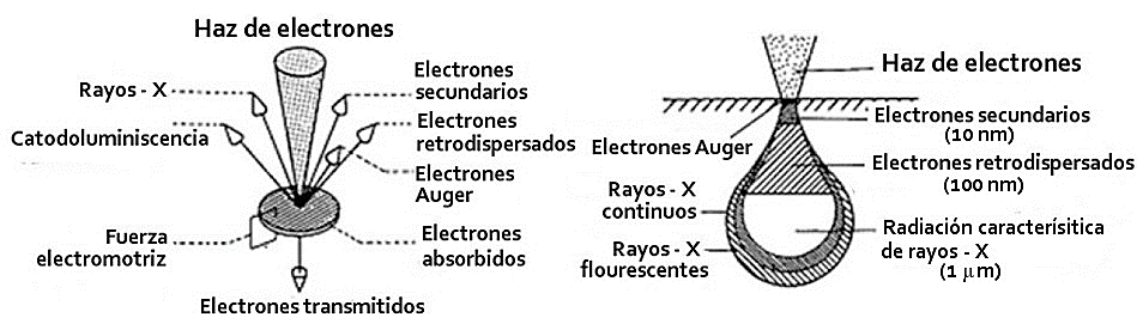 Haz de electrones
Rayos - X
Catodoluminiscencia
Electrones
secundarios
Electrones
retrodispersados
Electrones
Auger
Fuerza
electromotriz
Electrones
absorbidos
Electrones transmitidos
Haz de electrones
Electrones secundarios
(10 nm)
Electrones Auger
Electrones retrodispersados
(100 nm)
Rayos - X
continuos
Rayos - X
flourescentes
Radiación caracterísitica
de rayos - X
(1 μm)